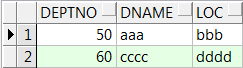 DEPTNO DNAME LOC
1 50 aaa bbb
2 60 cccc dddd